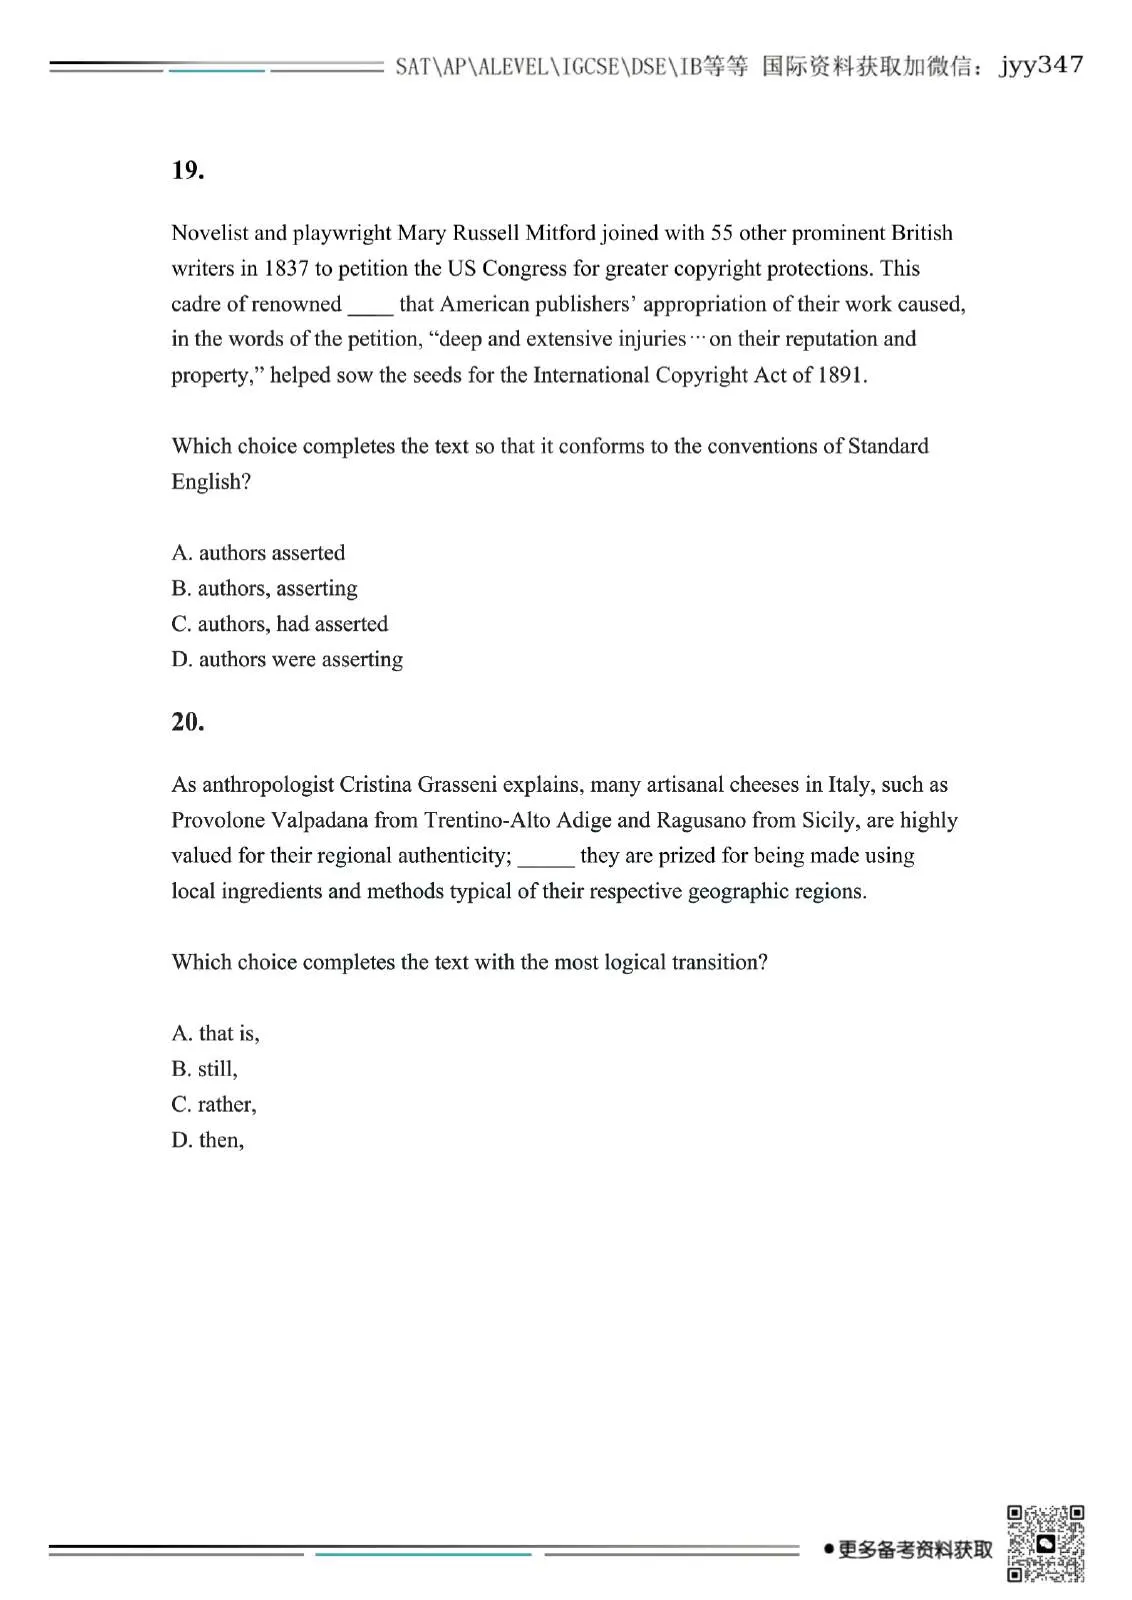 SAT\AP\ALEVEL\IGCSE\DSE\IB等等 国际资料获取加微信：jyy347
19.
Novelist and playwright Mary Russell Mitford joined with 55 other prominent British
writers in 1837 to petition the US Congress for greater copyright protections. This
cadre of renowned ____ that American publishers’ appropriation of their work caused,
in the words of the petition, “deep and extensive injuries…on their reputation and
property,” helped sow the seeds for the International Copyright Act of 1891.
Which choice completes the text so that it conforms to the conventions of Standard
English?
A. authors asserted
B. authors, asserting
C. authors, had asserted
D. authors were asserting
20.
As anthropologist Cristina Grasseni explains, many artisanal cheeses in Italy, such as
Provolone Valpadana from Trentino-Alto Adige and Ragusano from Sicily, are highly
valued for their regional authenticity; _____ they are prized for being made using
local ingredients and methods typical of their respective geographic regions.
Which choice completes the text with the most logical transition?
A. that is,
B. still,
C. rather,
D. then,
●更多备考资料获取